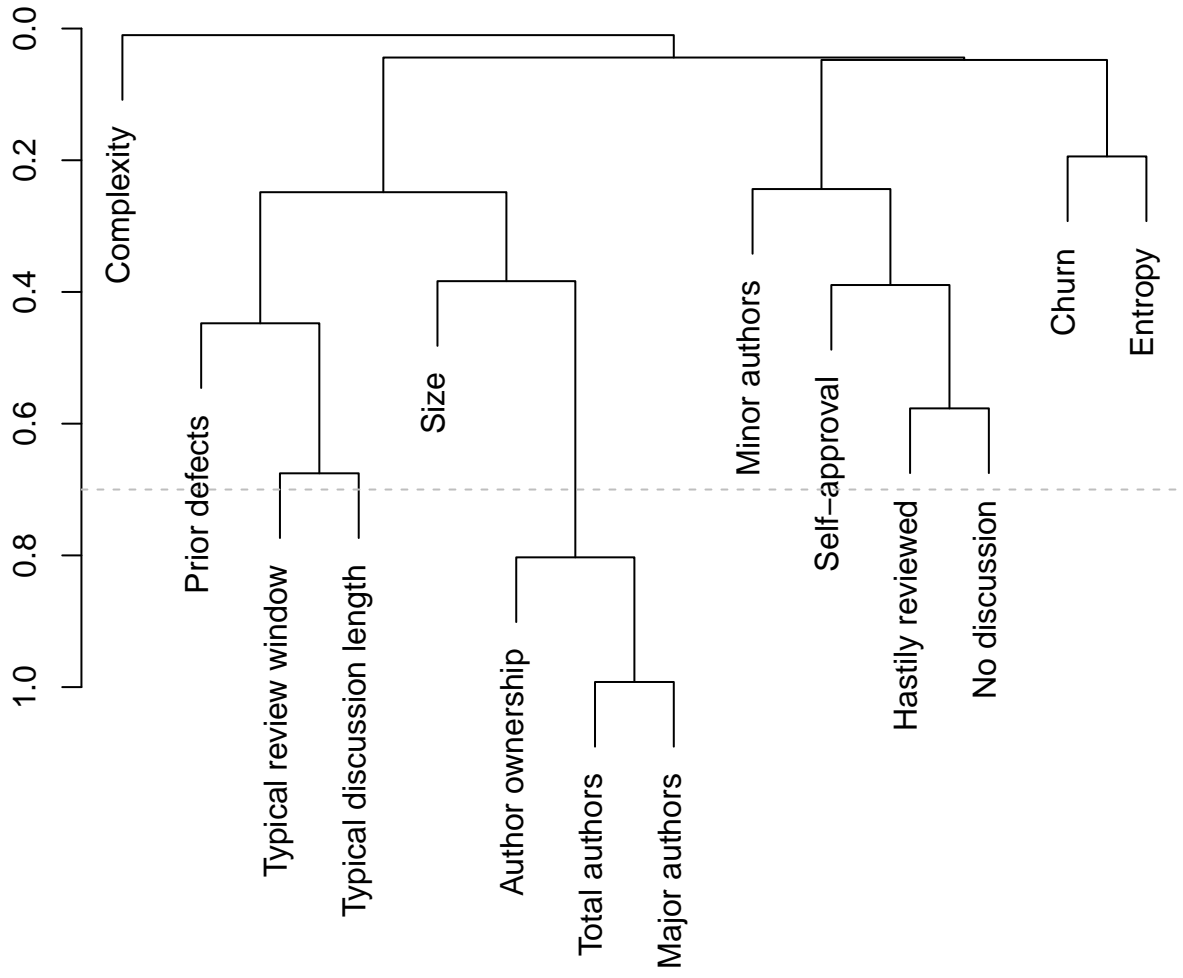 0.0
0.2
0.4
0.6
0.8
1.0
Complexity
Prior defects
Typical review window
Typical discussion length
Size
Author ownership
Total authors
Major authors
Minor authors
Self−approval
Hastily reviewed
No discussion
Churn
Entropy